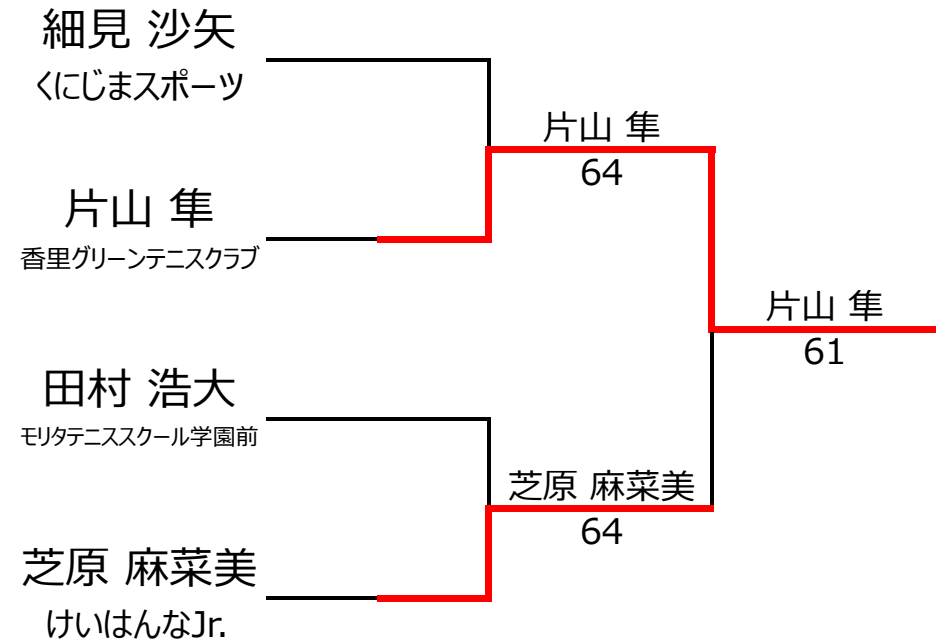 細見 沙矢
くにじまスポーツ
片山 隼
64
片山 隼
香里グリーンテニスクラブ
片山 隼
61
田村 浩大
モリタテニススクール学園前
芝原 麻菜美
64
芝原 麻菜美
けいはんなJr.